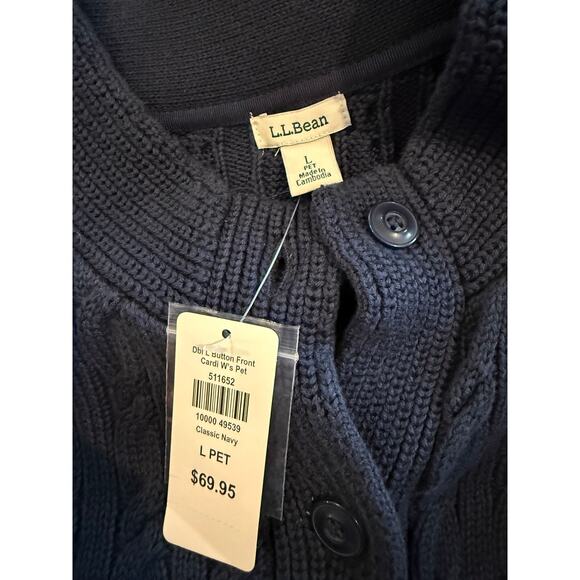 L.L.Bean
L
PET
Made in
Cambodia
Dbl L Button Front
Cardi W's Pet
511652
10000 49539
Classic Navy
L PET
$69.95